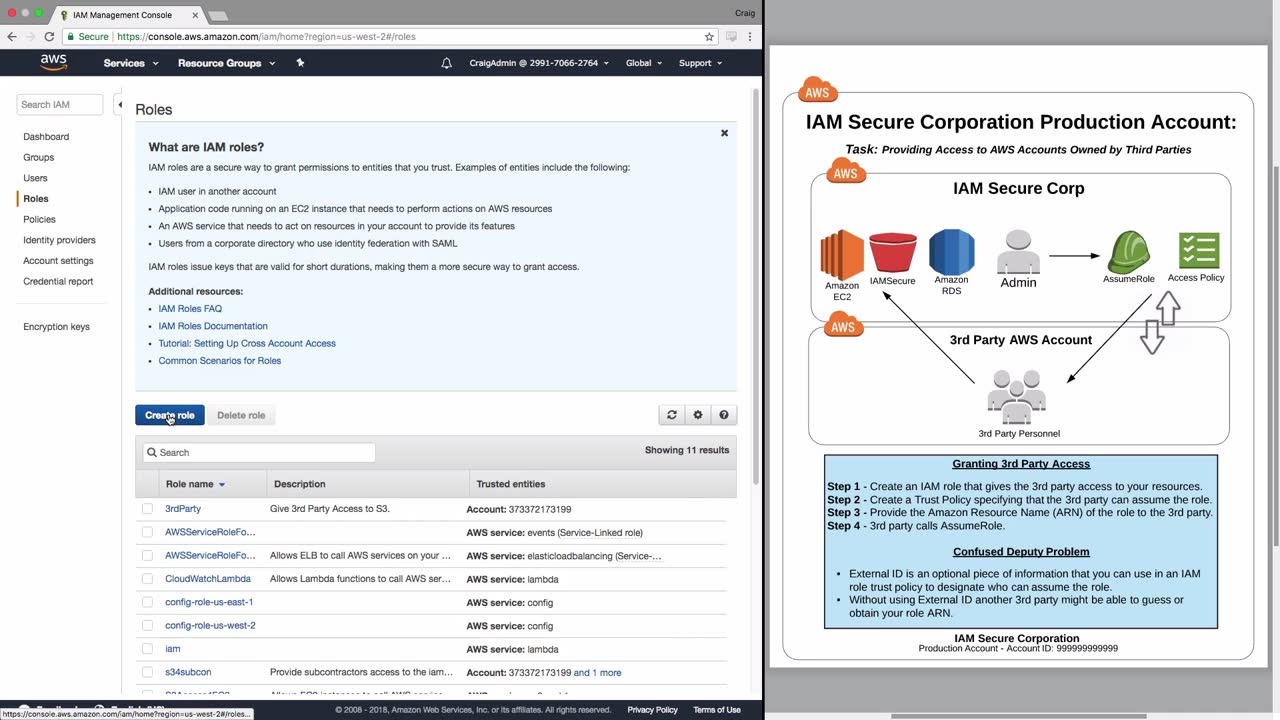 IAM Management Console
Craig
Secure
https://console.aws.amazon.com/iam/home?region=us-west-2#/roles
aws
Services
Resource Groups
CraigAdmin @ 2991-7066-2764
Global
Support
Search IAM
Dashboard
Groups
Users
Roles
Policies
Identity providers
Account settings
Credential report
Encryption keys
Roles
What are IAM roles?
IAM roles are a secure way to grant permissions to entities that you trust. Examples of entities include the following:
• IAM user in another account
• Application code running on an EC2 instance that needs to perform actions on AWS resources
• An AWS service that needs to act on resources in your account to provide its features
• Users from a corporate directory who use identity federation with SAML
IAM roles issue keys that are valid for short durations, making them a more secure way to grant access.
Additional resources:
• IAM Roles FAQ
• IAM Roles Documentation
• Tutorial: Setting Up Cross Account Access
• Common Scenarios for Roles
Create role
Delete role
Search
Showing 11 results
Role name
Description
Trusted entities
3rdParty
Give 3rd Party Access to S3.
Account: 373372173199
AWSServiceRoleFo...
AWS service: events (Service-Linked role)
AWSServiceRoleFo...
Allows ELB to call AWS services on your ...
AWS service: elasticloadbalancing (Service-...
CloudWatchLambda
Allows Lambda functions to call AWS ser...
AWS service: lambda
config-role-us-east-1
AWS service: config
config-role-us-west-2
AWS service: config
iam
AWS service: lambda
s34subcon
Provide subcontractors access to the iam...
Account: 373372173199 and 1 more
https://console.aws.amazon.com/iam/home?region=us-west-2#/roles...
© 2008 - 2018, Amazon Web Services, Inc. or its affiliates. All rights reserved.
Privacy Policy
Terms of Use
AWS
IAM Secure Corporation Production Account:
Task: Providing Access to AWS Accounts Owned by Third Parties
AWS
IAM Secure Corp
Amazon
EC2
IAMSecure
Amazon
RDS
Admin
AssumeRole
Access Policy
AWS
3rd Party AWS Account
3rd Party Personnel
Granting 3rd Party Access
Step 1 - Create an IAM role that gives the 3rd party access to your resources.
Step 2 - Create a Trust Policy specifying that the 3rd party can assume the role.
Step 3 - Provide the Amazon Resource Name (ARN) of the role to the 3rd party.
Step 4 - 3rd party calls AssumeRole.
Confused Deputy Problem
• External ID is an optional piece of information that you can use in an IAM
role trust policy to designate who can assume the role.
• Without using External ID another 3rd party might be able to guess or
obtain your role ARN.
IAM Secure Corporation
Production Account - Account ID: 999999999999